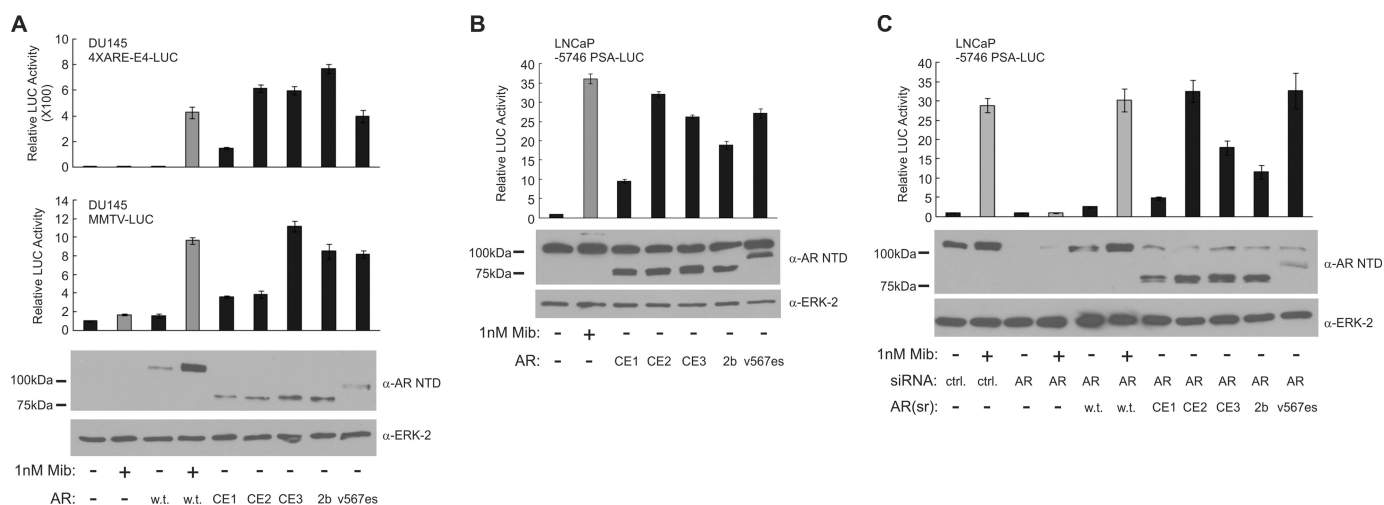 A
DU145
4XARE-E4-LUC
Relative LUC Activity
(X100)
10
8
6
4
2
0
DU145
MMTV-LUC
Relative LUC Activity
14
12
10
8
6
4
2
0
100kDa
75kDa
α-AR NTD
α-ERK-2
1nM Mib: - + - + - - - - -
AR: - - w.t. w.t. CE1 CE2 CE3 2b v567es
B
LNCaP
-5746 PSA-LUC
Relative LUC Activity
40
35
30
25
20
15
10
5
0
100kDa
75kDa
α-AR NTD
α-ERK-2
1nM Mib: - + - - - - -
AR: - - CE1 CE2 CE3 2b v567es
C
LNCaP
-5746 PSA-LUC
Relative LUC Activity
40
35
30
25
20
15
10
5
0
100kDa
75kDa
α-AR NTD
α-ERK-2
1nM Mib: - + - + - + - - - - -
siRNA: ctrl. ctrl. AR AR AR AR AR AR AR AR AR
AR(sr): - - - - w.t. w.t. CE1 CE2 CE3 2b v567es